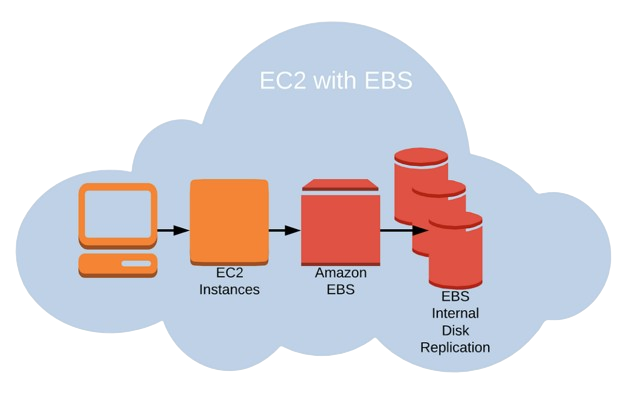 EC2 with EBS
EC2
Instances
Amazon
EBS
EBS
Internal
Disk
Replication